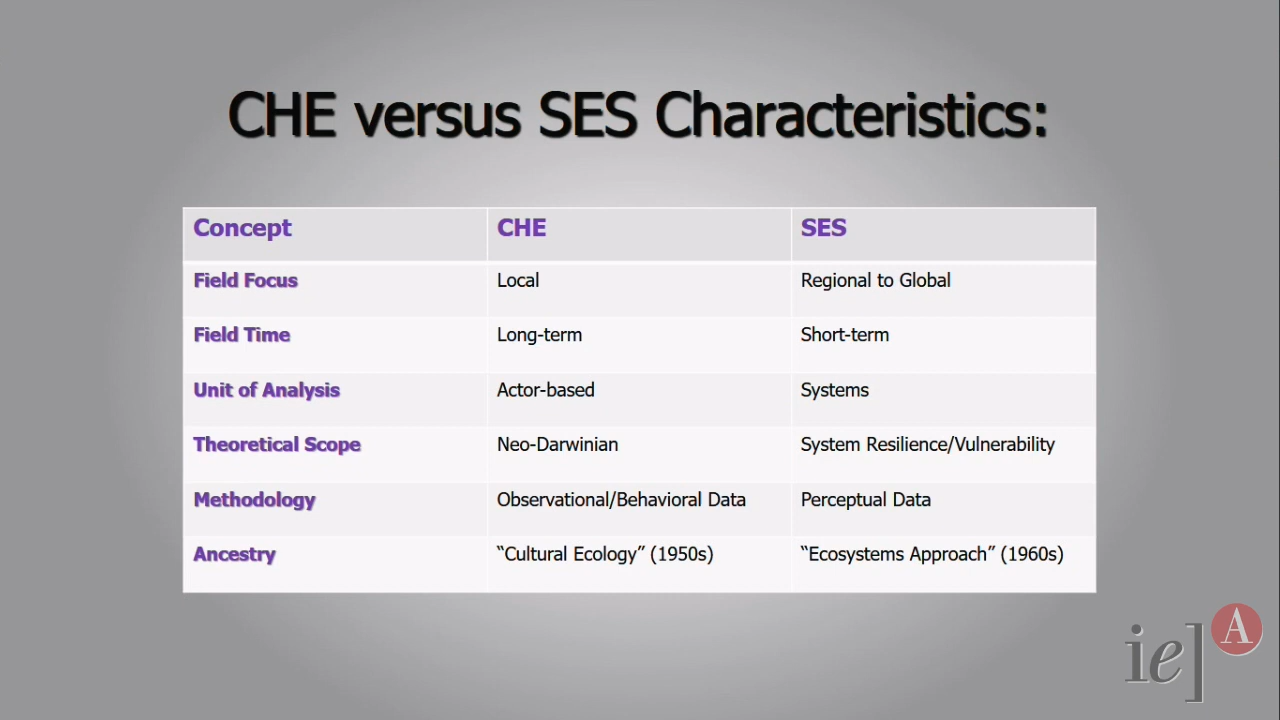 CHE versus SES Characteristics:
Concept CHE SES
Field Focus Local Regional to Global
Field Time Long-term Short-term
Unit of Analysis Actor-based Systems
Theoretical Scope Neo-Darwinian System Resilience/Vulnerability
Methodology Observational/Behavioral Data Perceptual Data
Ancestry “Cultural Ecology” (1950s) “Ecosystems Approach” (1960s)
ie] A